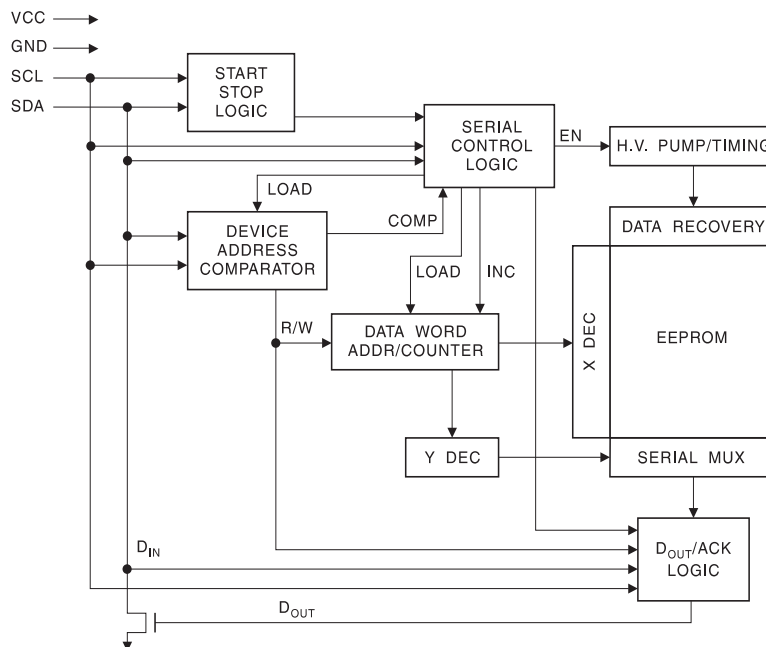 VCC
GND
SCL
SDA
START
STOP
LOGIC
SERIAL
CONTROL
LOGIC
EN
H.V. PUMP/TIMING
LOAD
COMP
DEVICE
ADDRESS
COMPARATOR
DATA RECOVERY
LOAD
INC
R/W
DATA WORD
ADDR/COUNTER
X DEC
EEPROM
Y DEC
SERIAL MUX
DIN
DOUT/ACK
LOGIC
DOUT